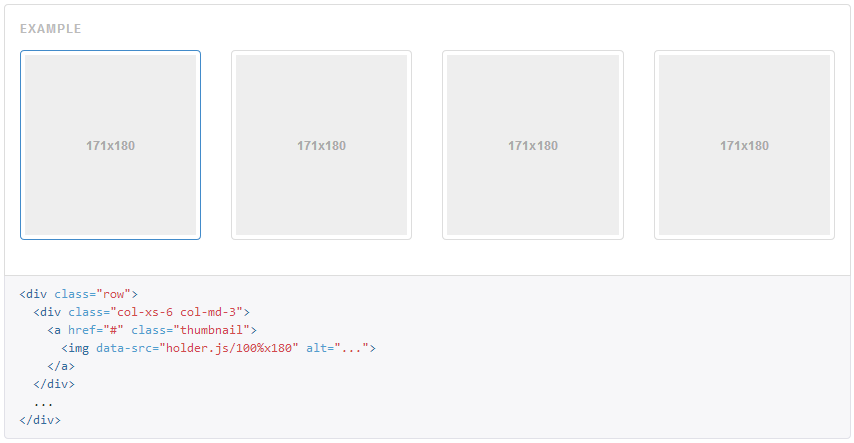 EXAMPLE
171x180 171x180 171x180 171x180
<div class="row">
  <div class="col-xs-6 col-md-3">
    <a href="#" class="thumbnail">
      <img data-src="holder.js/100%x180" alt="...">
    </a>
  </div>
  ...
</div>